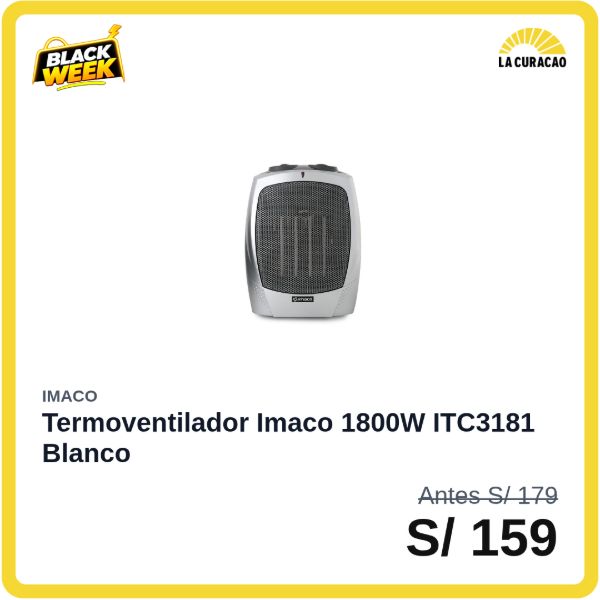 BLACK
WEEK
LA CURACAO
imaco
IMACO
Termoventilador Imaco 1800W ITC3181
Blanco
Antes S/ 179
S/ 159